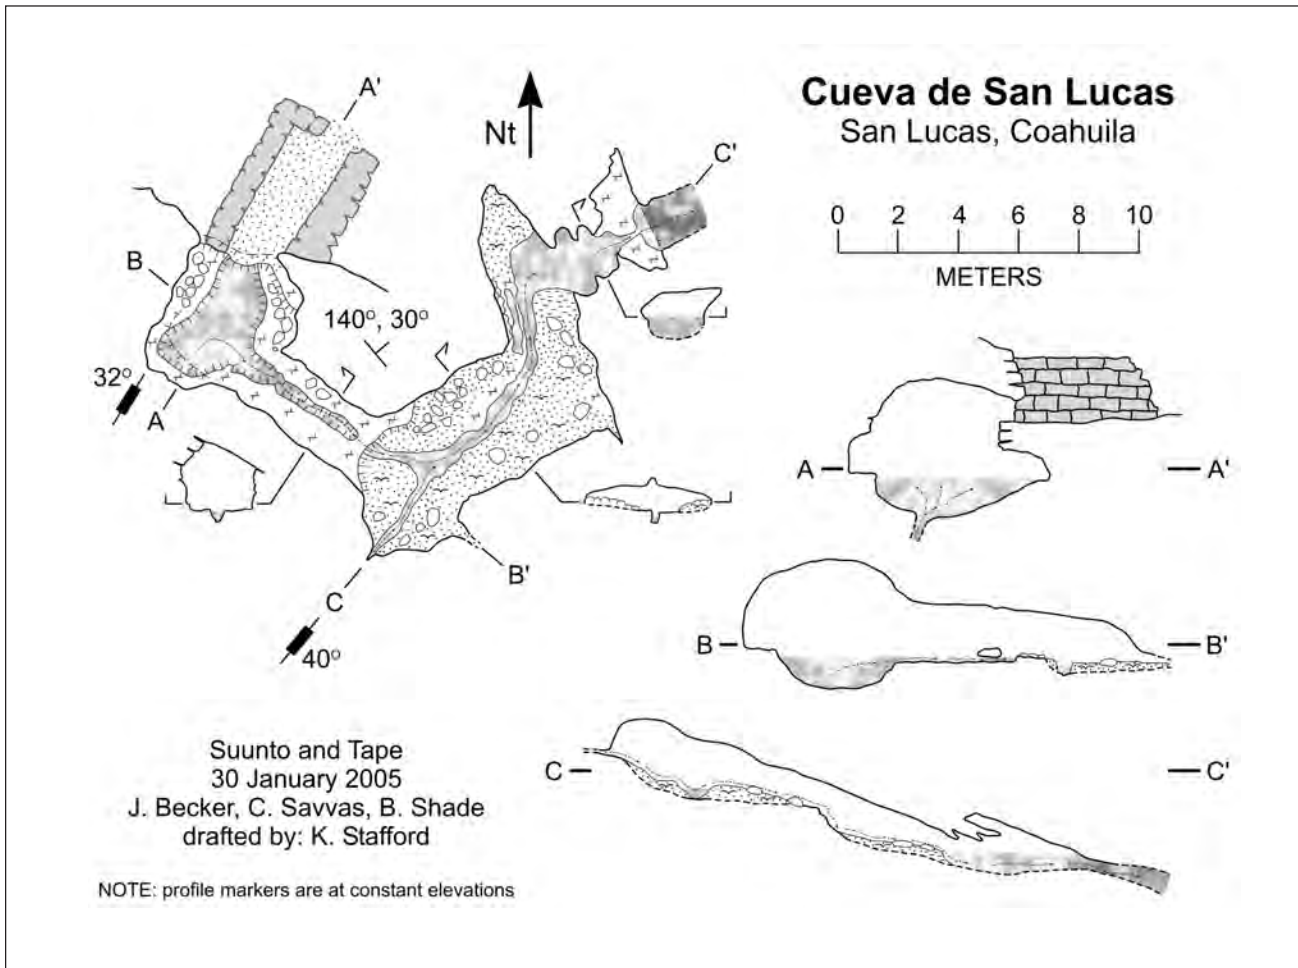 Cueva de San Lucas
San Lucas, Coahuila
0 2 4 6 8 10
METERS
Nt
A'
C'
B
140°, 30°
32°
A
B'
C
40°
A A'
B B'
C C'
Suunto and Tape
30 January 2005
J. Becker, C. Savvas, B. Shade
drafted by: K. Stafford
NOTE: profile markers are at constant elevations